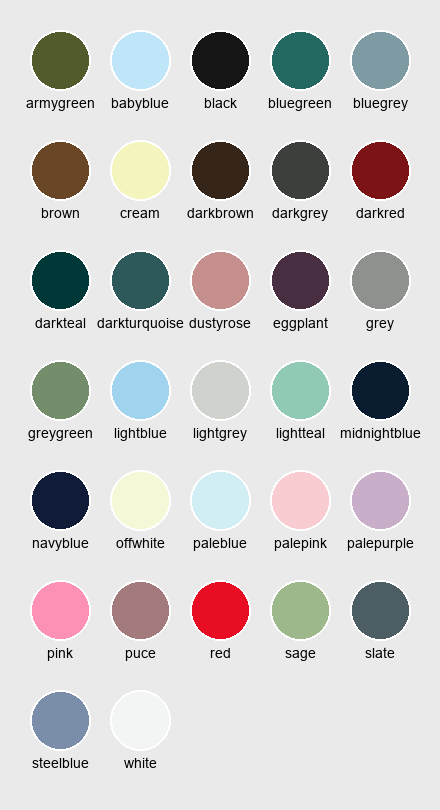 armygreen babyblue black bluegreen bluegrey
brown cream darkbrown darkgrey darkred
darkteal darkturquoise dustyrose eggplant grey
greygreen lightblue lightgrey lightteal midnightblue
navyblue offwhite paleblue palepink palepurple
pink puce red sage slate
steelblue white